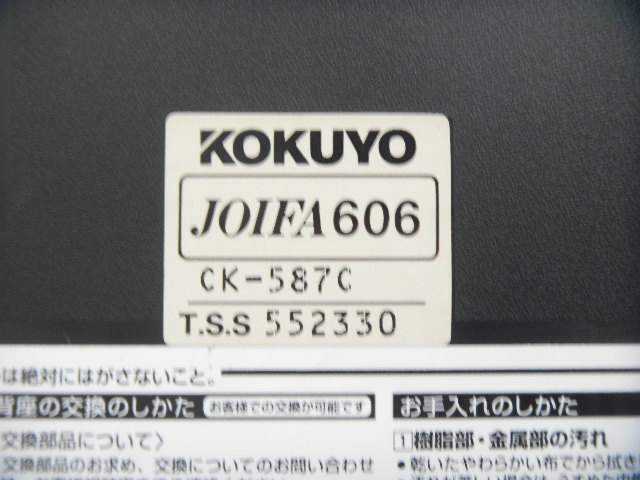 KOKUYO
JOIFA606
CK-587C
T.S.S 552330
は絶対にはがさないこと。
背座の交換のしかた お客様での交換が可能です
交換部品について〉
交換部品のお求め、交換についてのお問い合わせ
お手入れのしかた
1 樹脂部・金属部の汚れ
•乾いたやわらかい布でから拭き